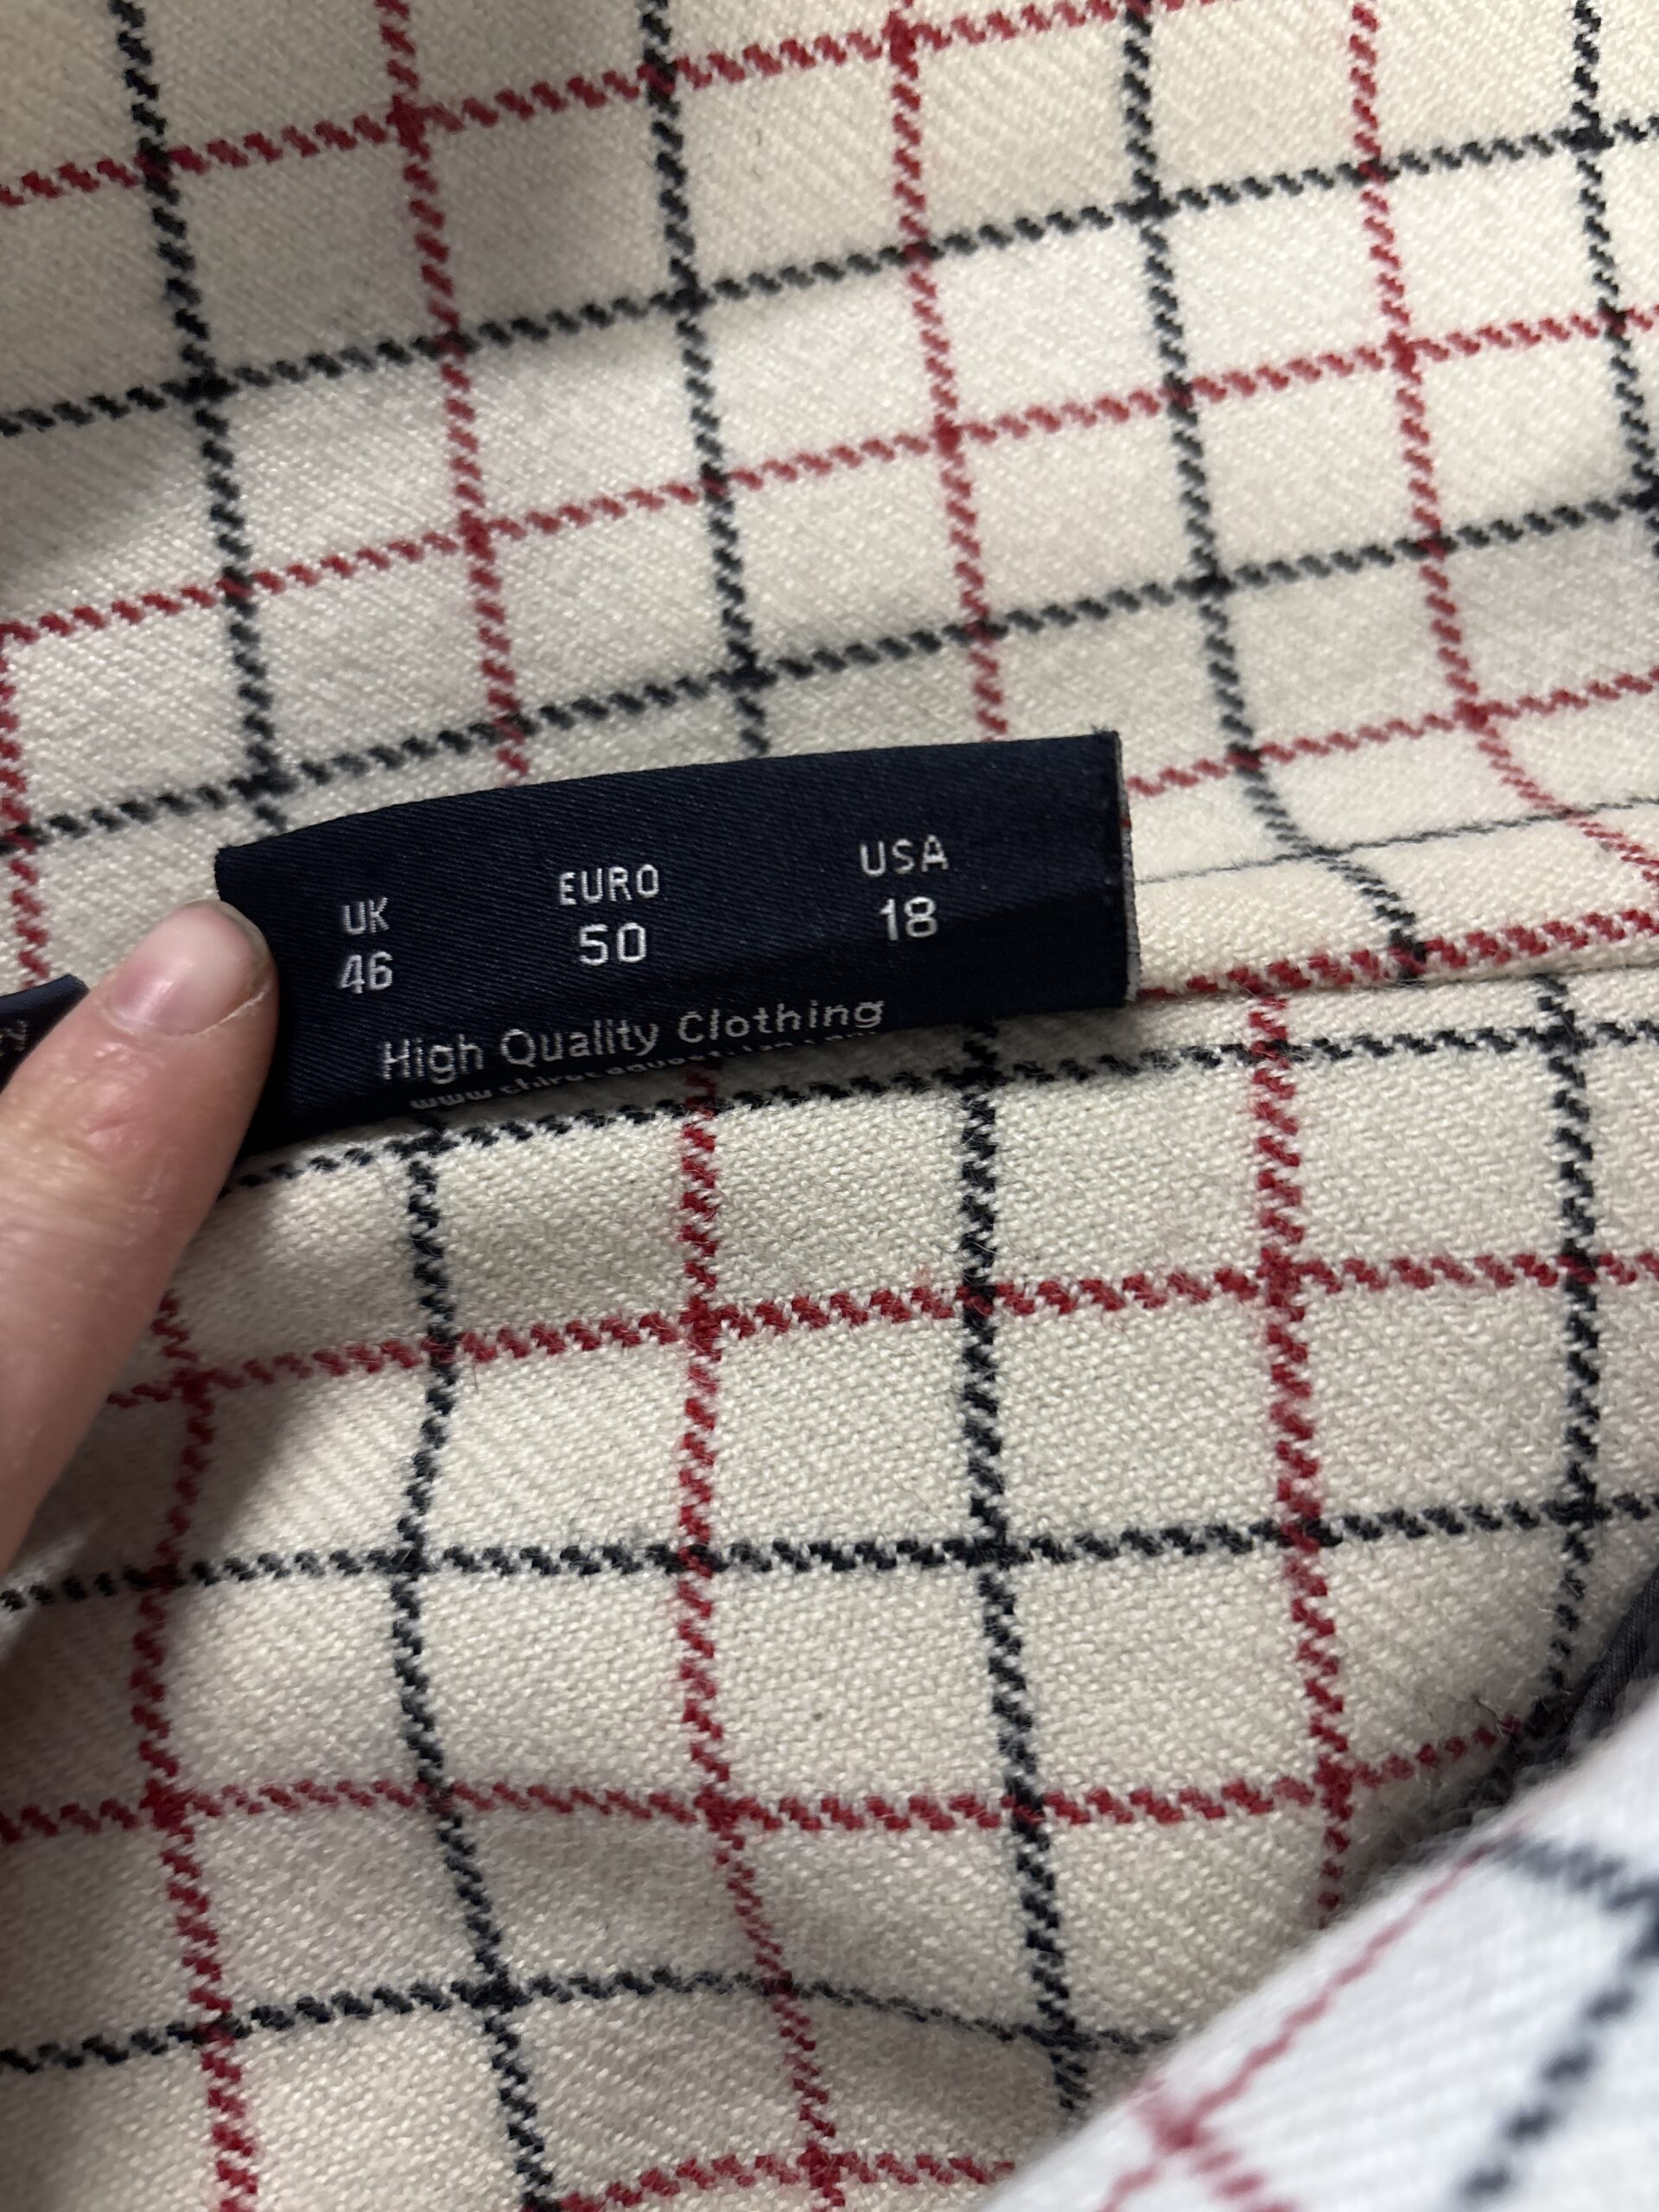 UK EURO USA
46 50 18
High Quality Clothing